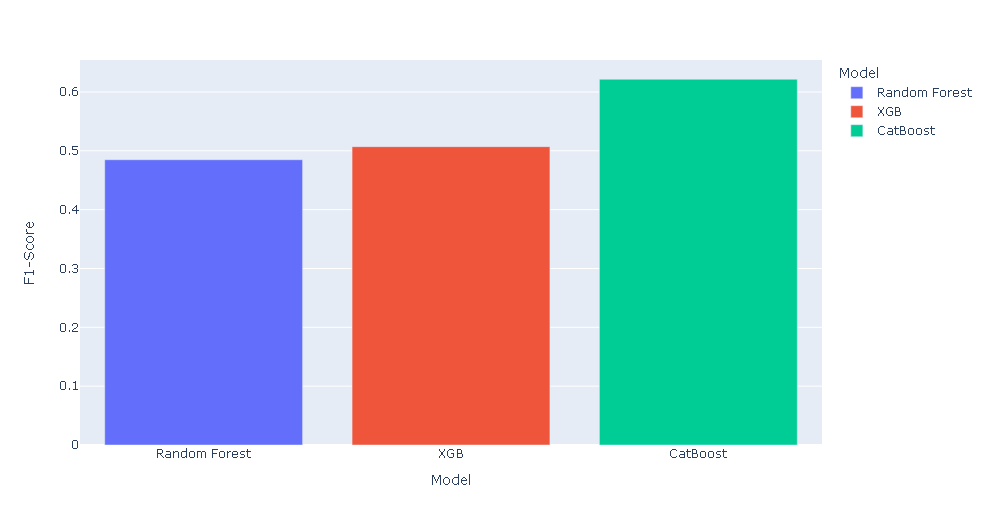 Model
Random Forest
XGB
CatBoost
F1-Score
0.6
0.5
0.4
0.3
0.2
0.1
0
Random Forest
XGB
CatBoost
Model